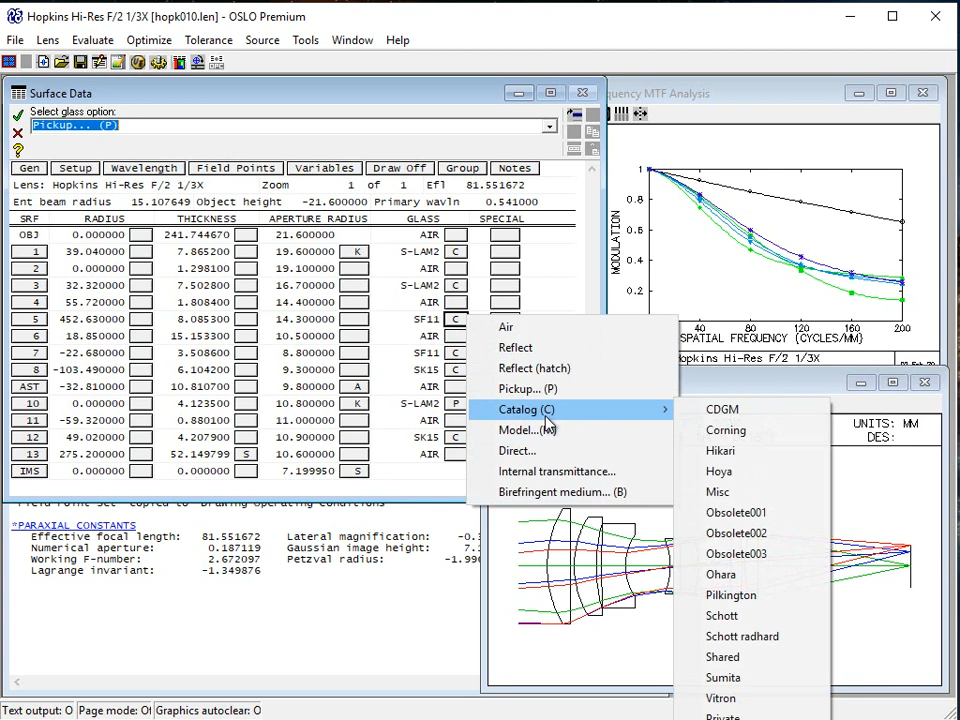 Hopkins Hi-Res F/2 1/3X [hopk010.len] - OSLO Premium
File Lens Evaluate Optimize Tolerance Source Tools Window Help
Surface Data
Select glass option:
Pickup... (P)
Gen Setup Wavelength Field Points Variables Draw Off Group Notes
Lens: Hopkins Hi-Res F/2 1/3X Zoom 1 of 1 Efl 81.551672
Ent beam radius 15.107649 Object height -21.600000 Primary wavln 0.541000
SRF RADIUS THICKNESS APERTURE RADIUS GLASS SPECIAL
OBJ 0.000000 241.744670 21.600000 AIR
1 39.040000 7.865200 19.600000 K S-LAM2 C
2 0.000000 1.298100 19.100000 AIR
3 32.320000 7.502800 16.700000 S-LAM2 C
4 55.720000 1.808400 14.400000 AIR
5 452.630000 8.085300 14.300000 SF11 C
6 18.850000 15.153300 10.500000 AIR
7 -22.680000 3.508600 8.800000 SF11 C
8 -103.490000 6.104200 9.300000 SK15 C
AST -32.810000 10.810700 9.800000 A AIR
10 0.000000 4.123500 10.800000 K S-LAM2 P
11 -59.320000 0.880000 11.000000 AIR
12 49.020000 4.207900 10.900000 SK15 C
13 275.200000 52.149799 S 10.600000 AIR
IMS 0.000000 0.000000 7.199950 S
Air
Reflect
Reflect (hatch)
Pickup... (P)
Catalog (C)
Direct...
Internal transmittance...
Birefringent medium... (B)
CDGM
Corning
Hikari
Hoya
Misc
Obsolete001
Obsolete002
Obsolete003
Ohara
Pilkington
Schott
Schott radhard
Shared
Sumita
Vitron
Private
quency MTF Analysis
MODULATION
1
0.8
0.6
0.4
0.2
40 80 120 160 200
SPATIAL FREQUENCY (CYCLES/MM)
Hopkins Hi-Res F/2 1/3X
UNITS: MM
DES:
*PARAXIAL CONSTANTS
Effective focal length: 81.551672 Lateral magnification:
Numerical aperture: 0.187119 Gaussian image height:
Working F-number: 2.672097 Petzval radius:
Lagrange invariant: -1.349876
Text output: O Page mode: Of Graphics autoclear: O